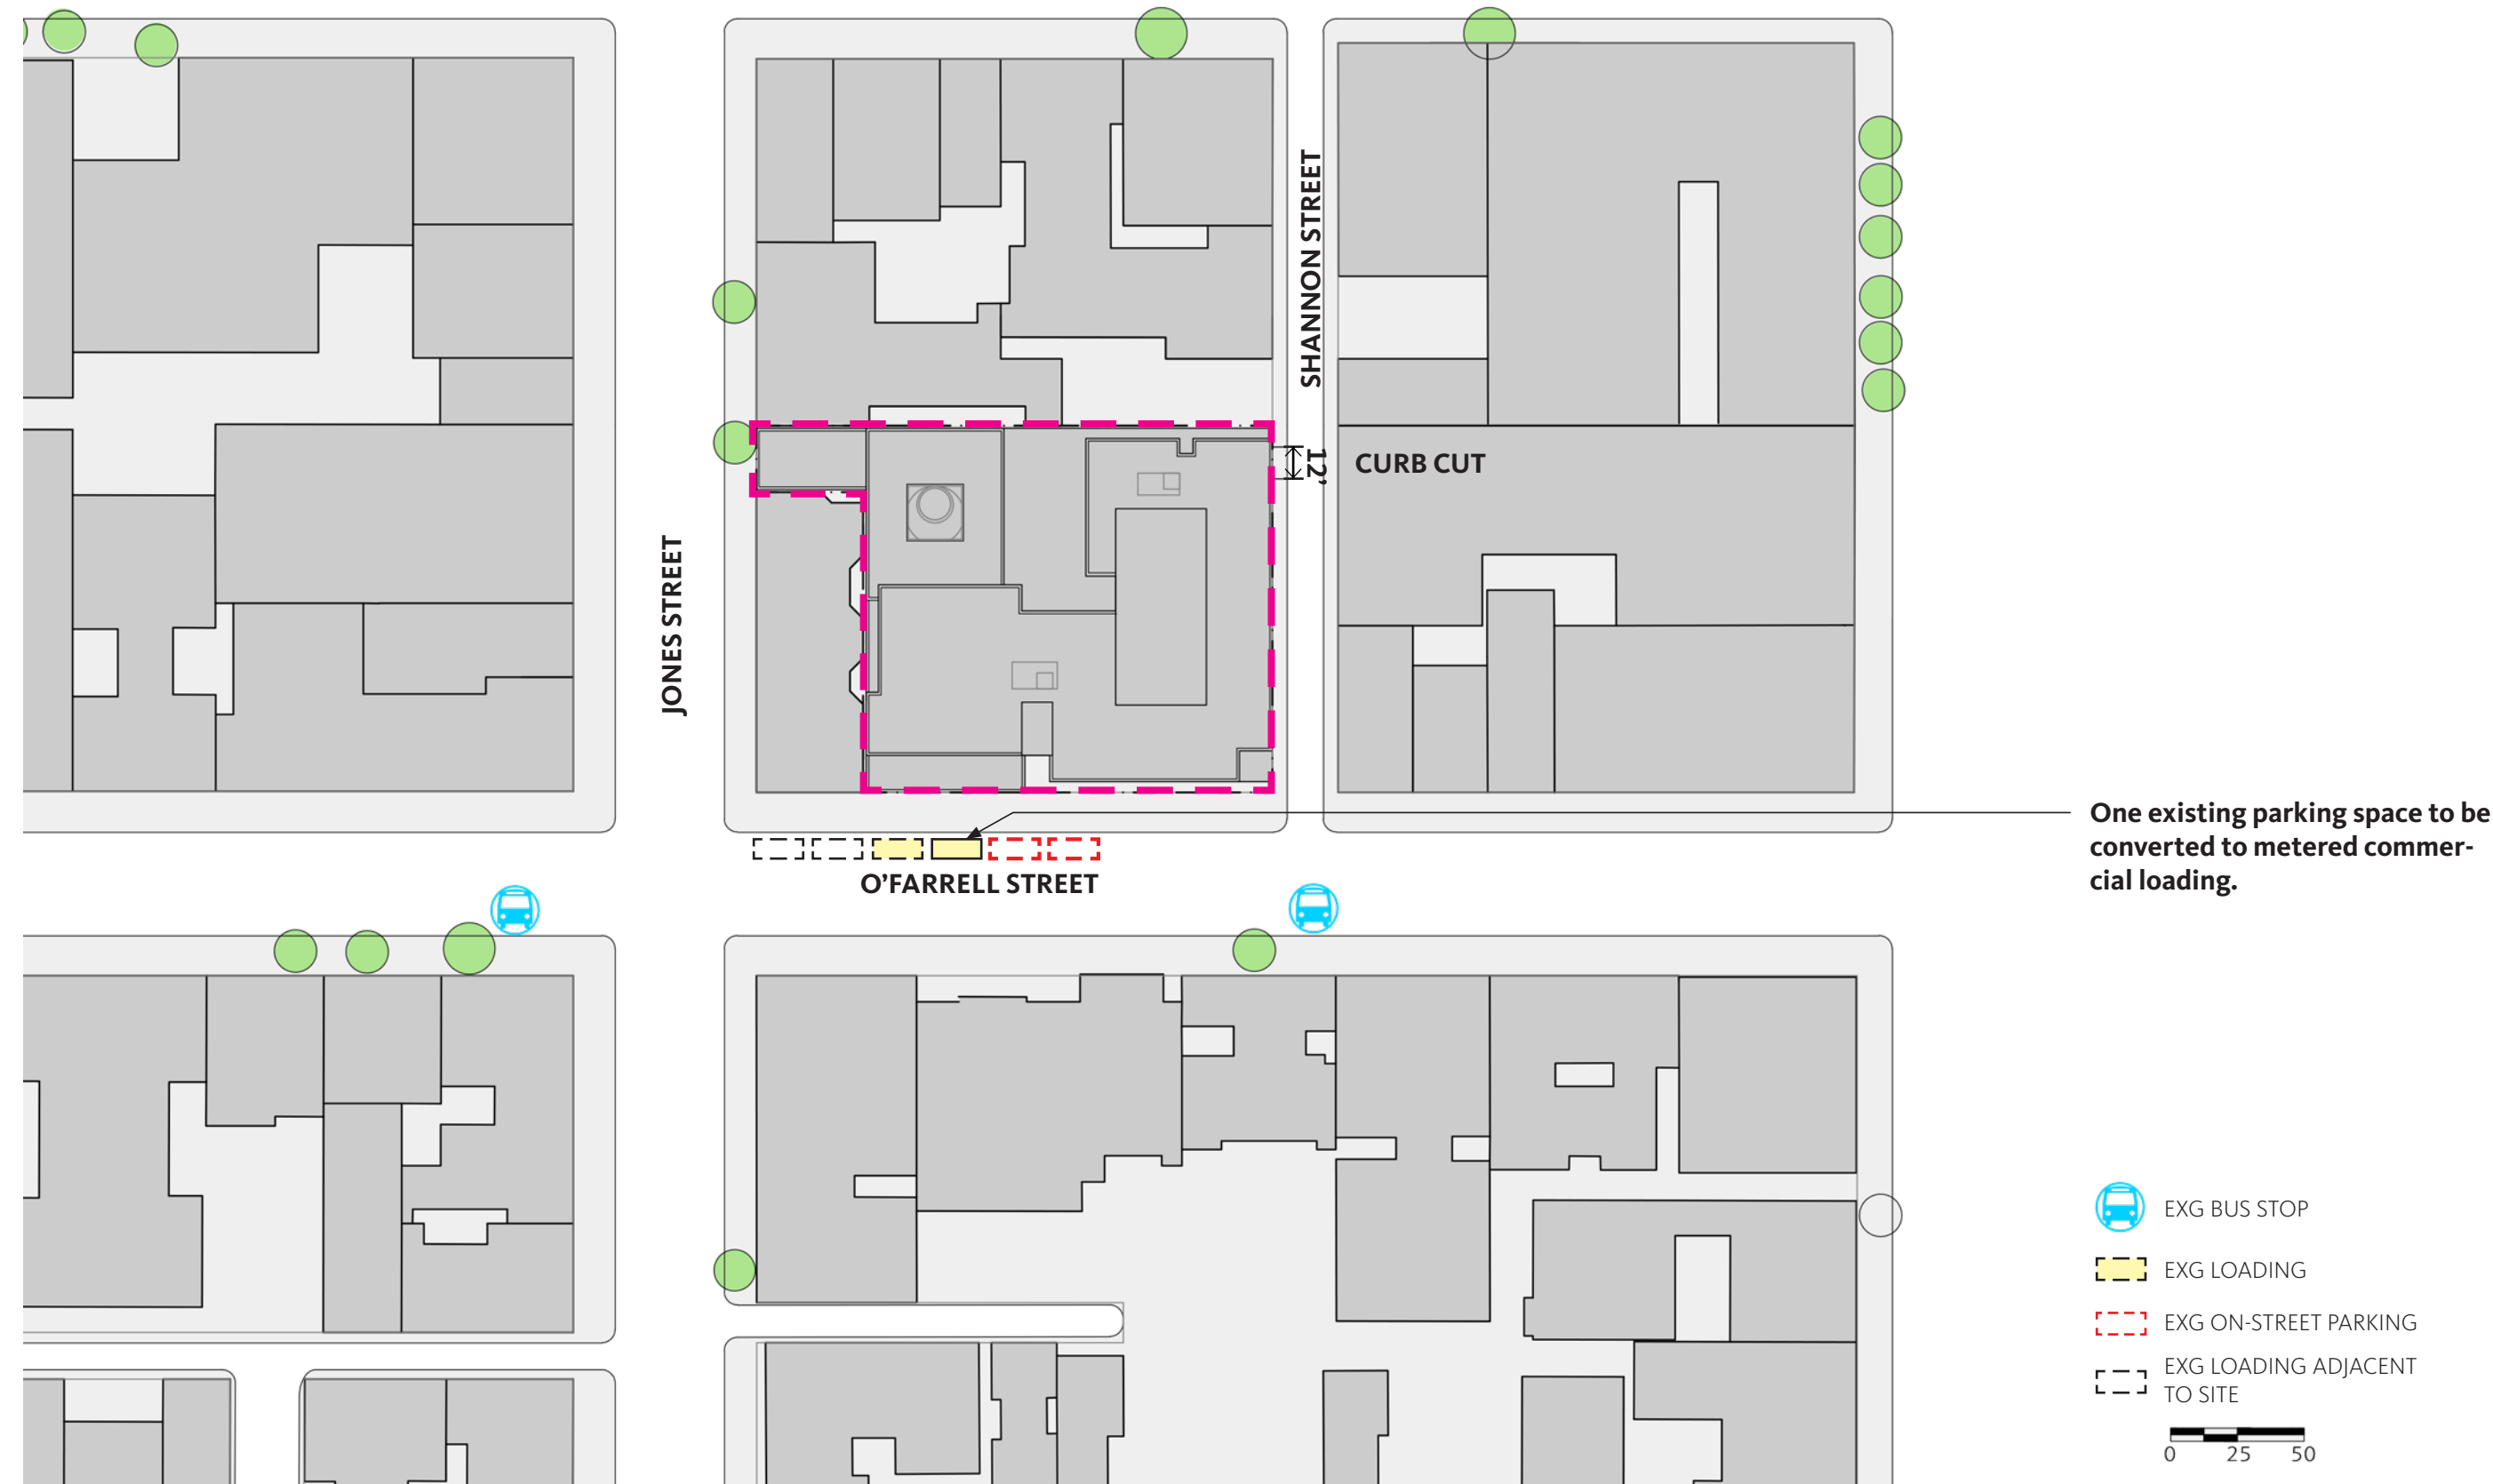 SHANNON STREET
12'
CURB CUT
JONES STREET
One existing parking space to be
converted to metered commer-
cial loading.
O'FARRELL STREET
EXG BUS STOP
EXG LOADING
EXG ON-STREET PARKING
EXG LOADING ADJACENT
TO SITE
0 25 50